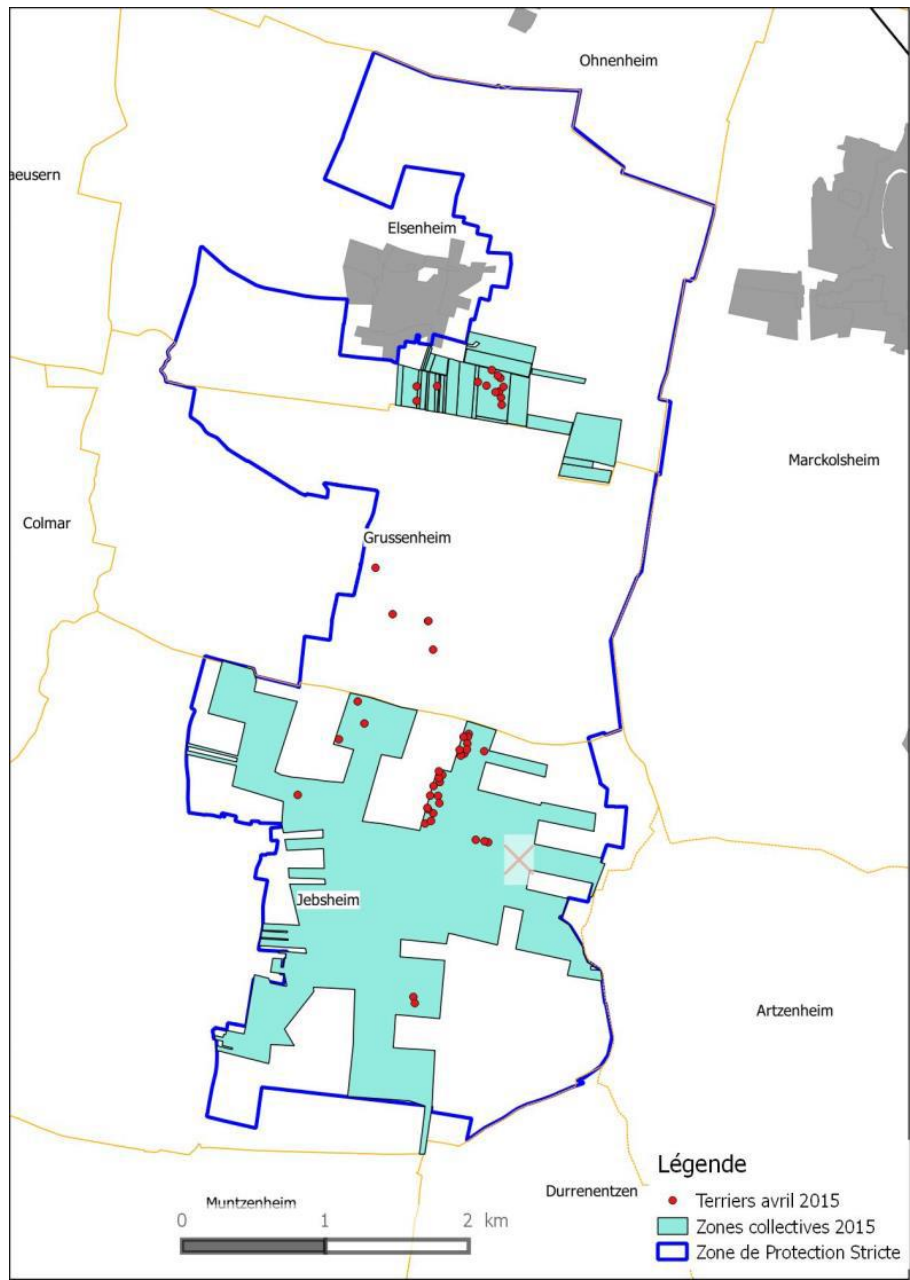 Ohnenheim
aeusern
Elsenheim
Marckolsheim
Colmar
Grussenheim
Jebsheim
Artzenheim
Légende
Durrenentzen
Terriers avril 2015
Muntzenheim
0 1 2 km
Zones collectives 2015
Zone de Protection Stricte